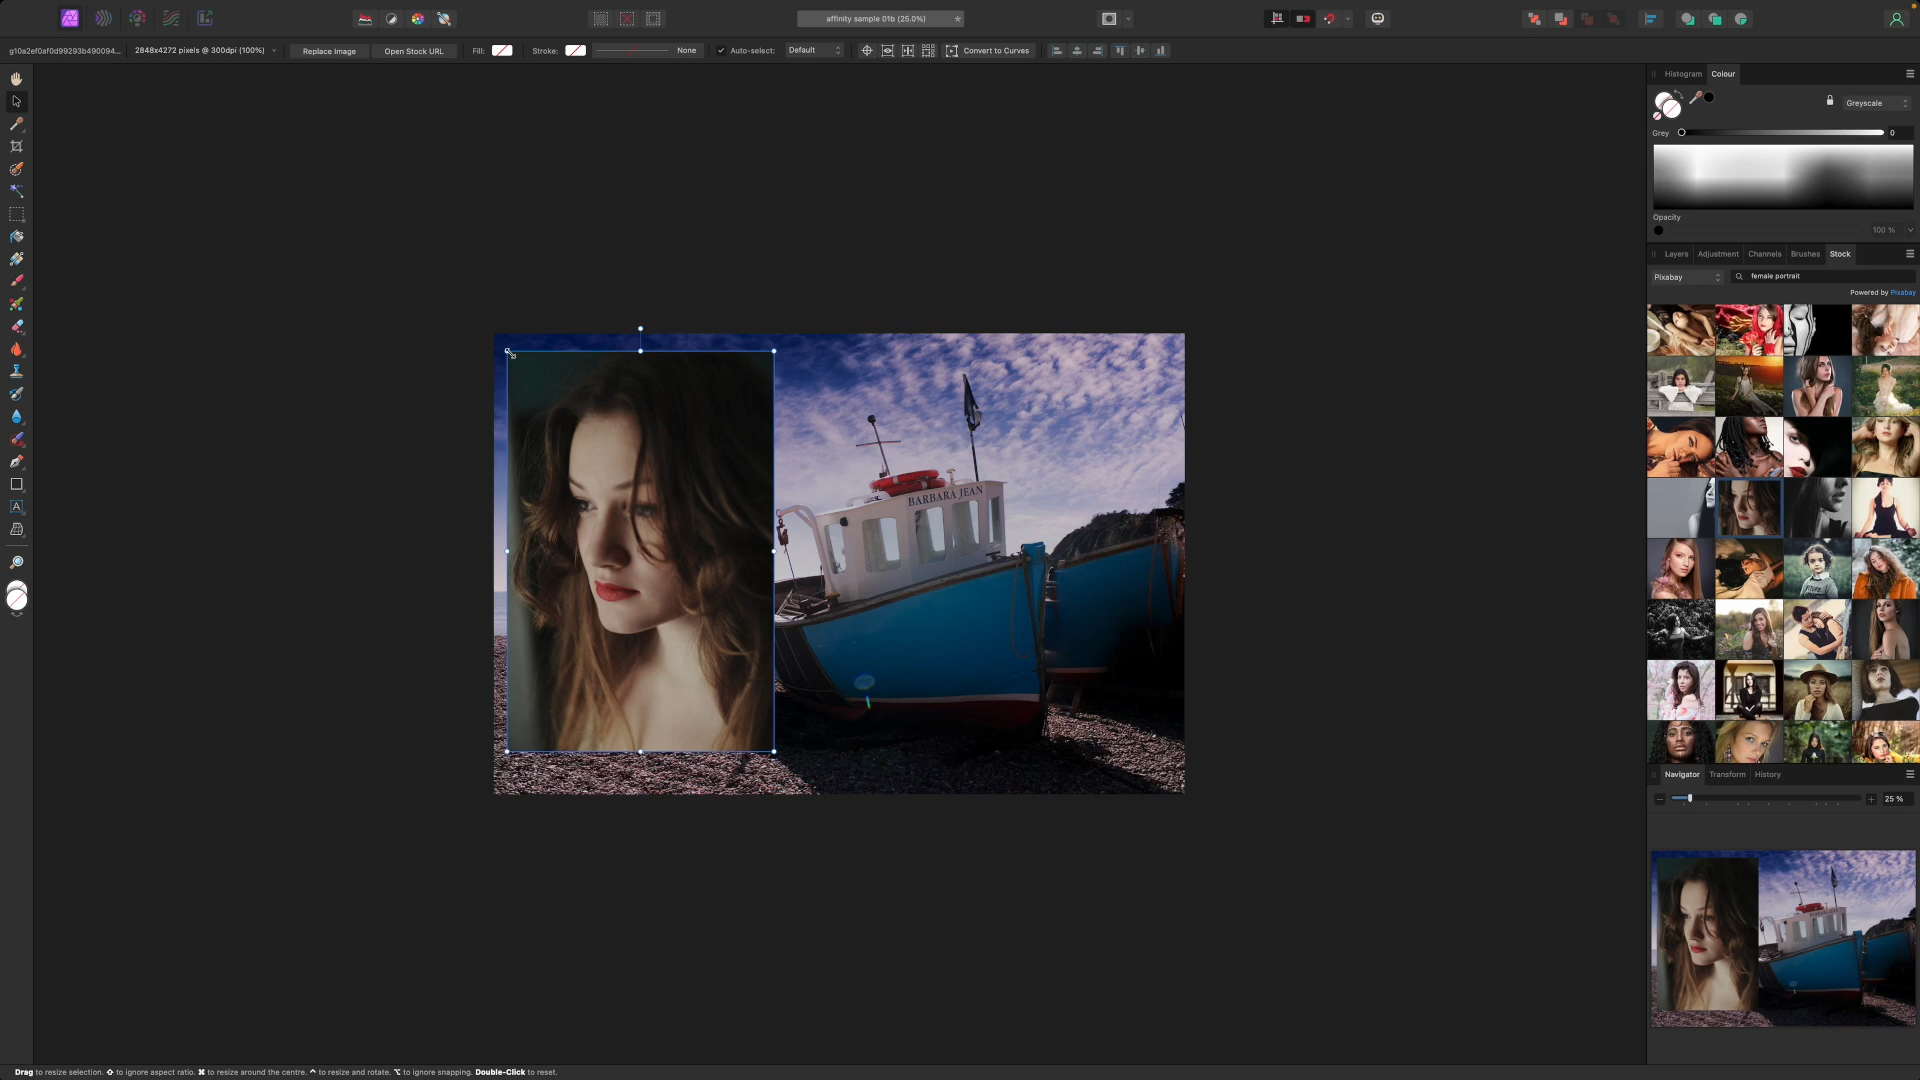 affinity sample 01b (25.0%)
g10a2ef0af0d99293b490094...
2848x4272 pixels @ 300dpi (100%)
Replace Image
Open Stock URL
Fill:
Stroke:
None
Auto-select:
Default
Convert to Curves
Histogram
Colour
Greyscale
Grey
0
Opacity
100 %
Layers
Adjustment
Channels
Brushes
Stock
Pixabay
female portrait
Powered by Pixabay
BARBARA JEAN
Navigator
Transform
History
25 %
Drag to resize selection. ⇧ to ignore aspect ratio. ⌘ to resize around the centre. ^ to resize and rotate. ⌥ to ignore snapping. Double-Click to reset.